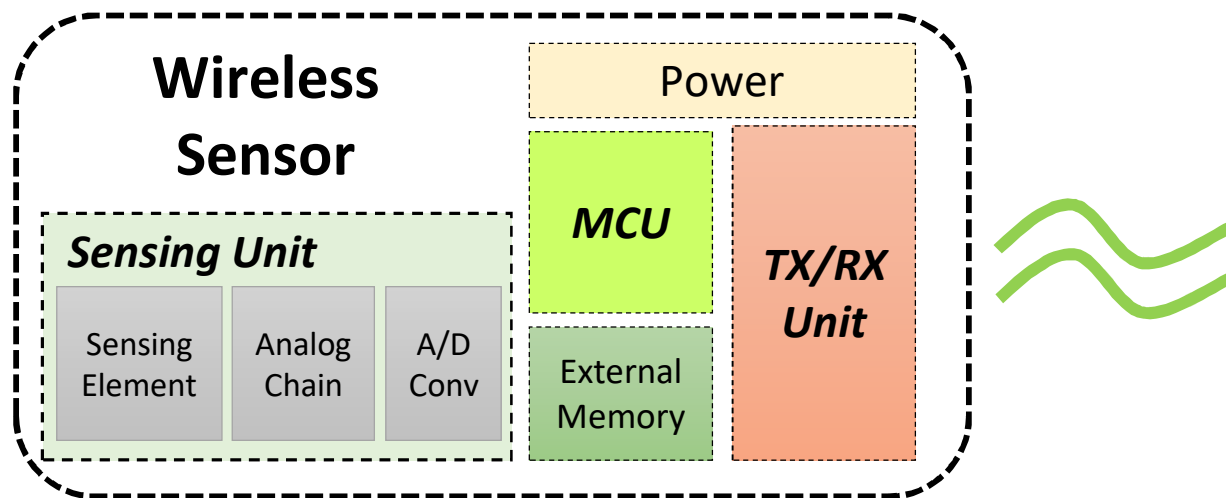 Wireless
Sensor
Power
MCU
TX/RX
Unit
Sensing Unit
Sensing
Element
Analog
Chain
A/D
Conv
External
Memory